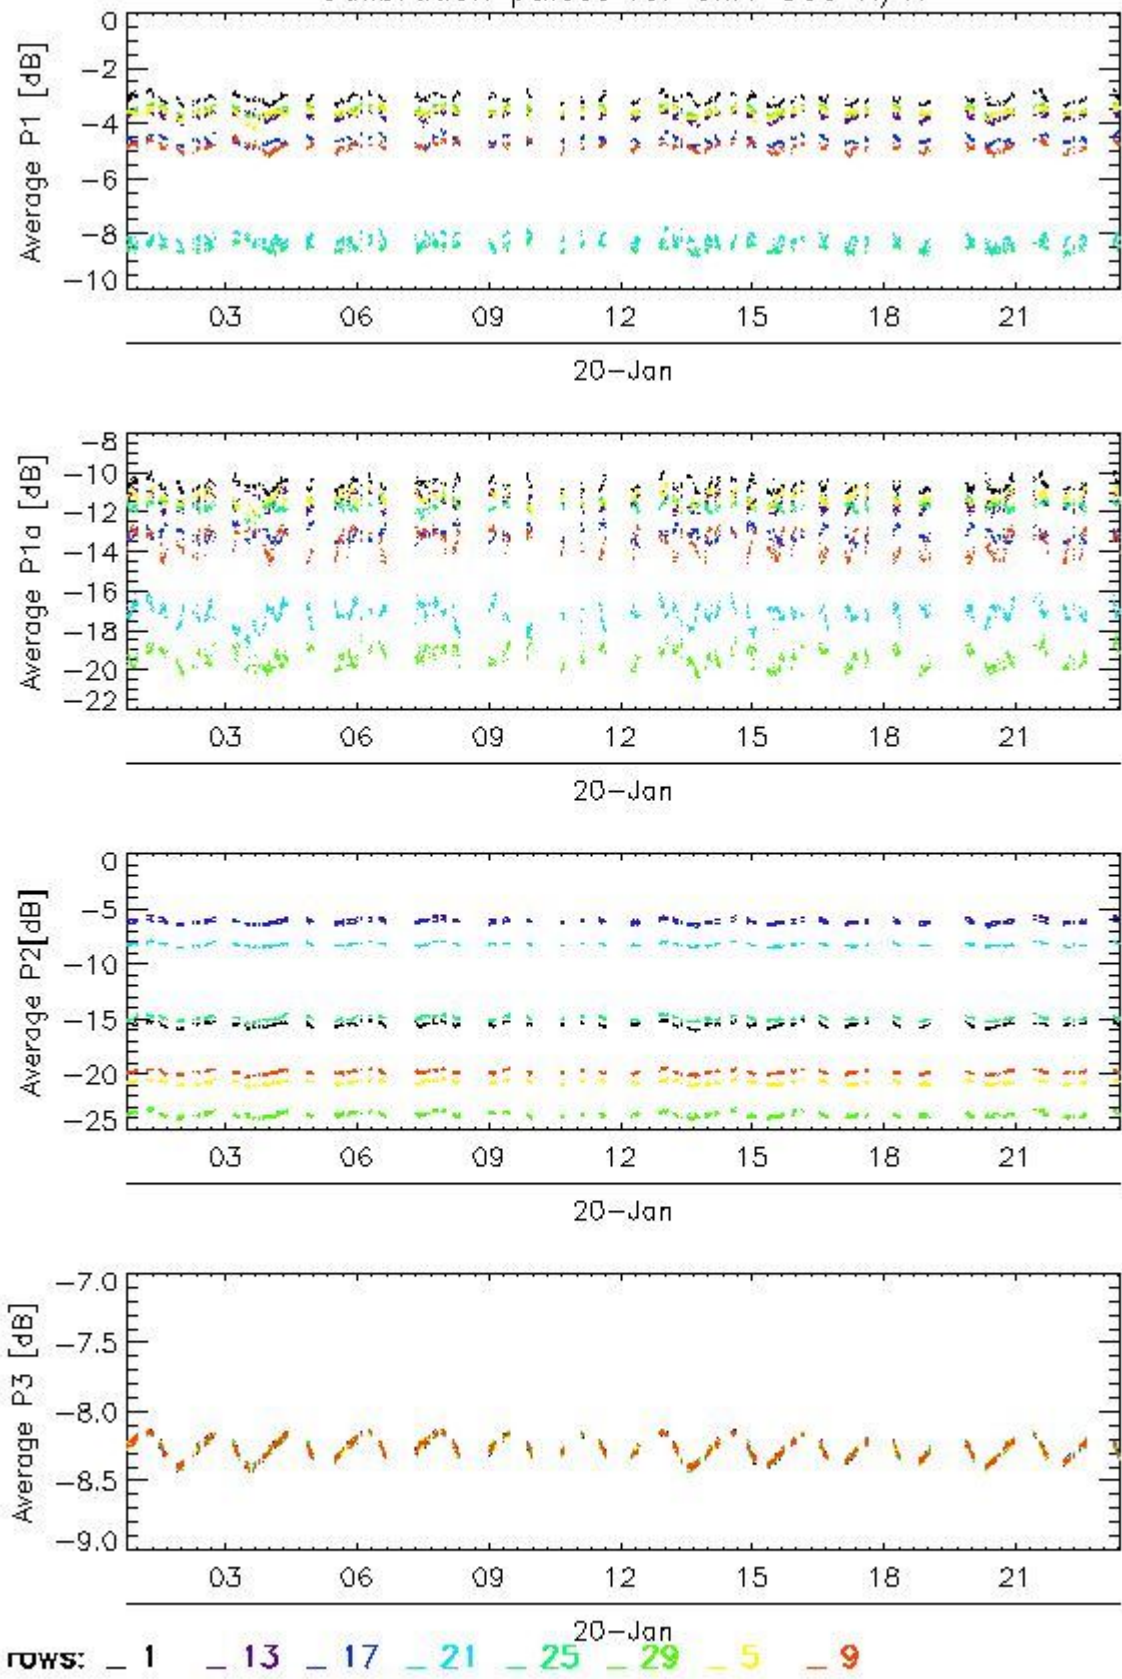 Average P1 [dB]
0
−2
−4
−6
−8
−10
03 06 09 12 15 18 21
20−Jan
Average P1a [dB]
−8
−10
−12
−14
−16
−18
−20
−22
03 06 09 12 15 18 21
20−Jan
Average P2[dB]
0
−5
−10
−15
−20
−25
03 06 09 12 15 18 21
20−Jan
Average P3 [dB]
−7.0
−7.5
−8.0
−8.5
−9.0
03 06 09 12 15 18 21
20−Jan
rows: _ 1 _ 13 _ 17 _ 21 _ 25 _ 29 _ 5 _ 9